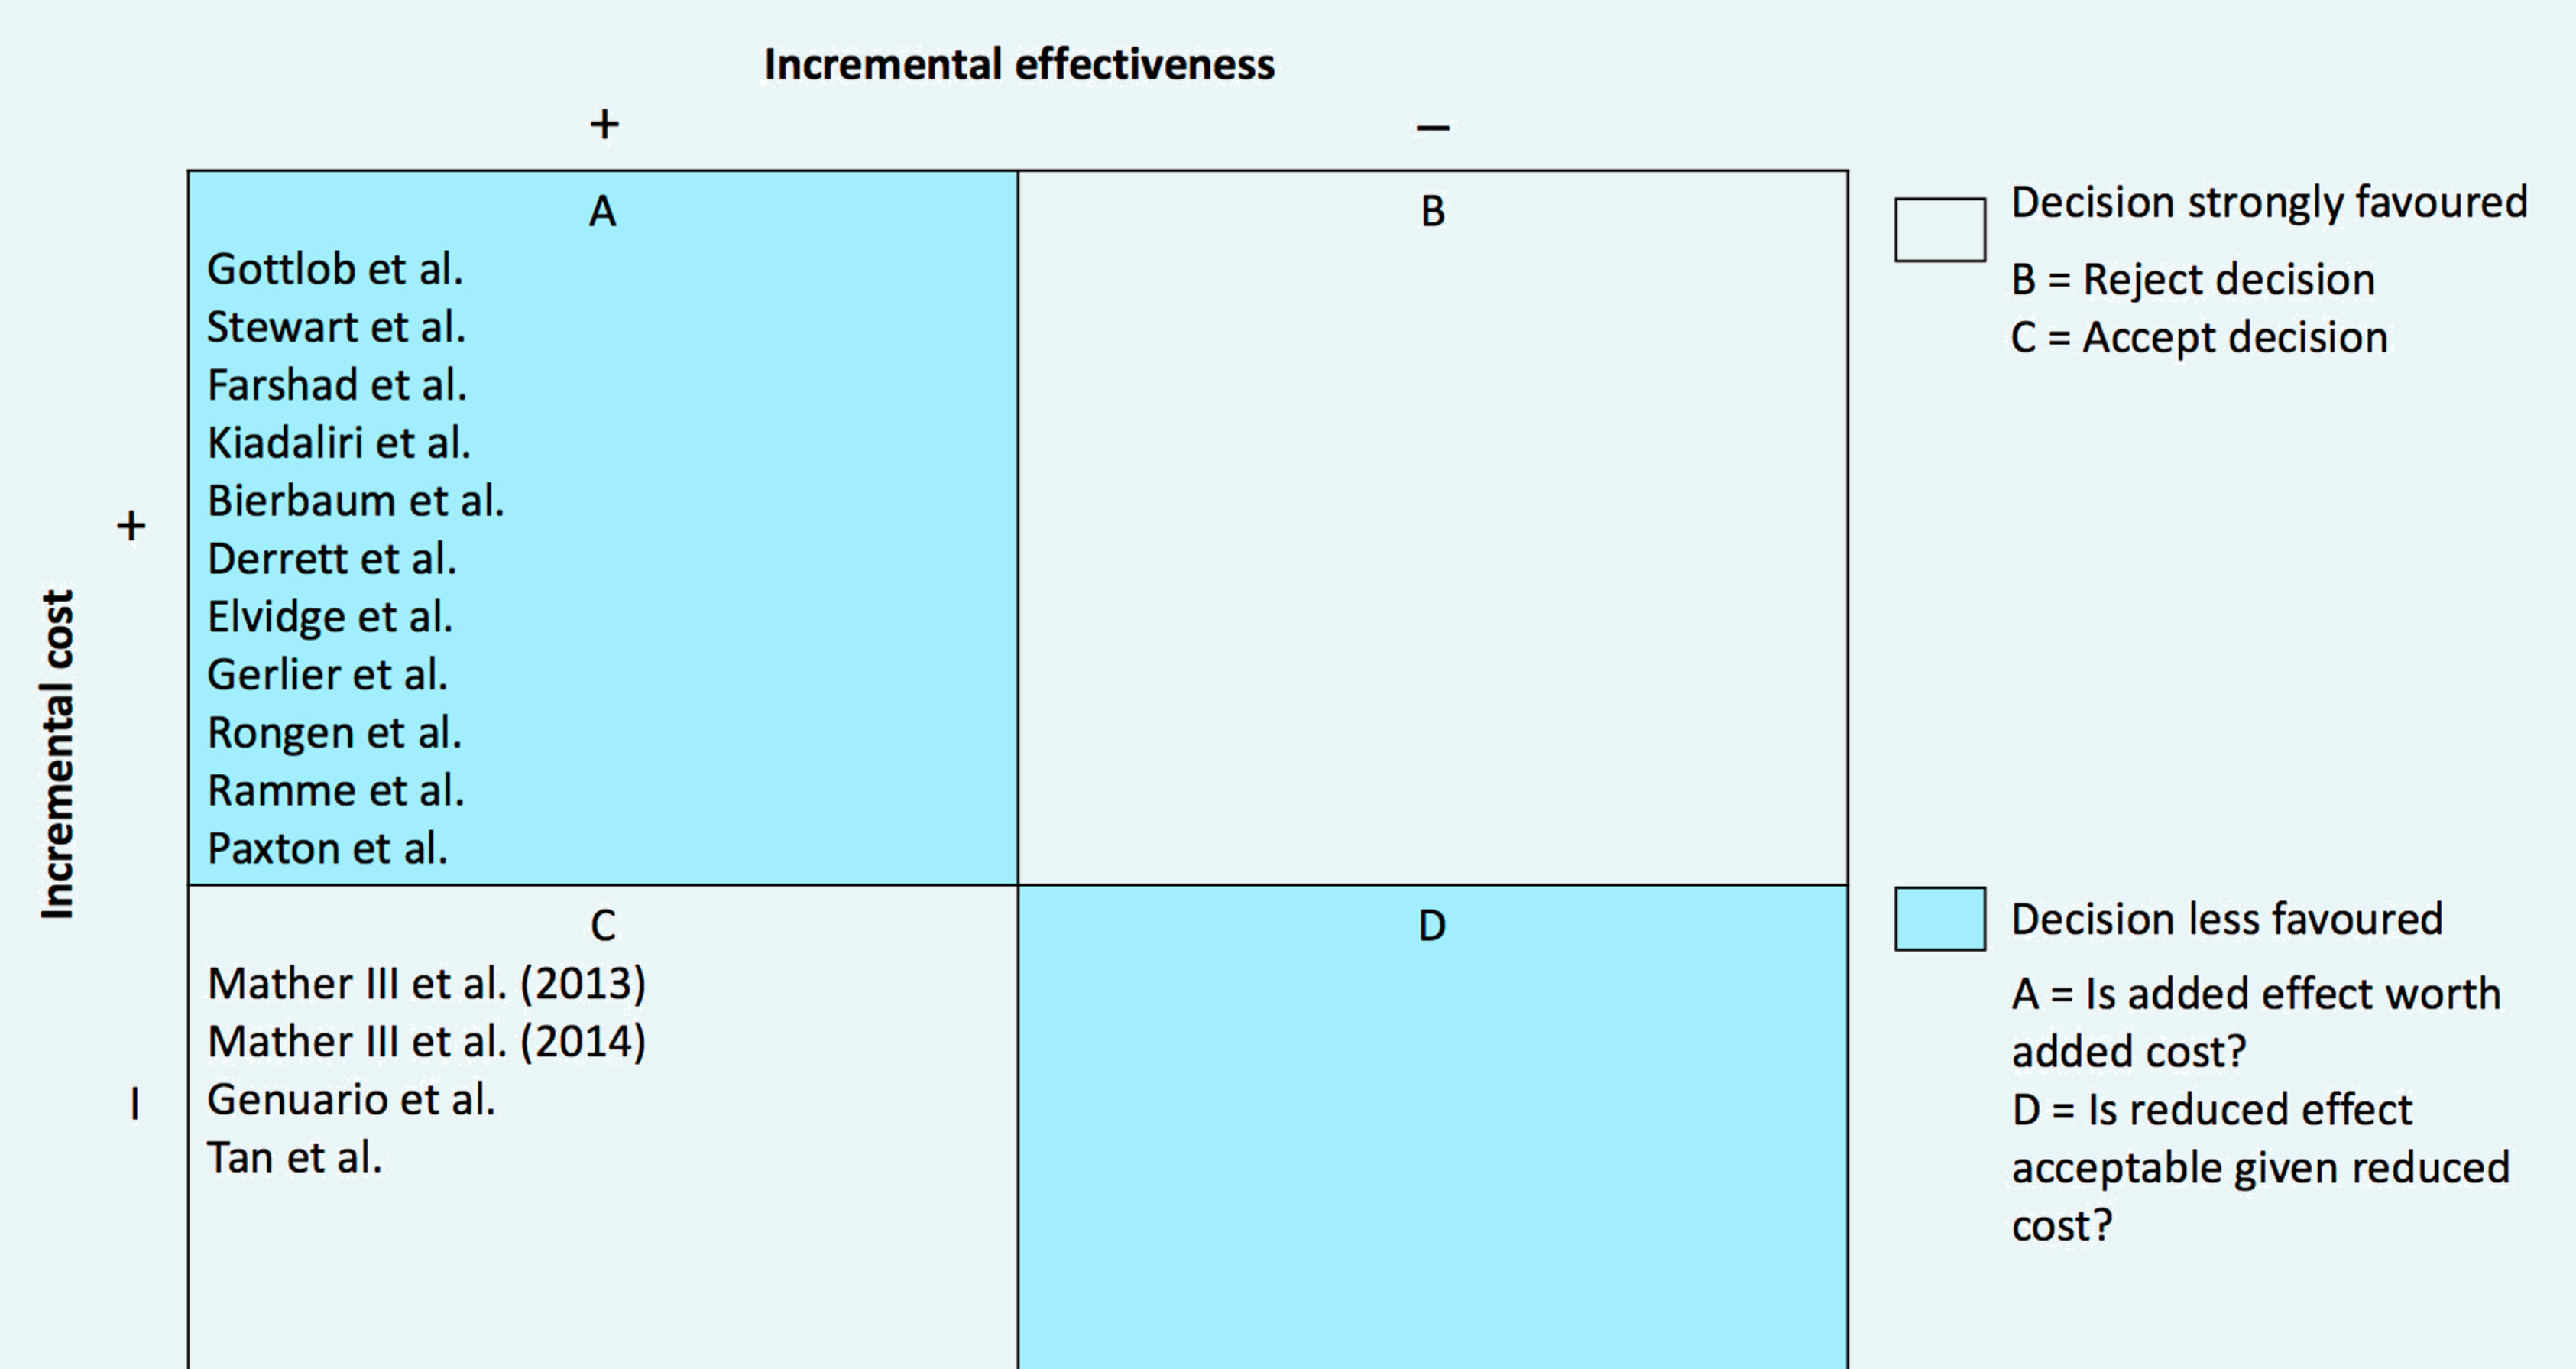 Incremental effectiveness
+
–
A
Gottlob et al.
Stewart et al.
Farshad et al.
Kiadaliri et al.
Bierbaum et al.
Derrett et al.
Elvidge et al.
Gerlier et al.
Rongen et al.
Ramme et al.
Paxton et al.
B
Incremental cost
+
–
C
Mather III et al. (2013)
Mather III et al. (2014)
Genuario et al.
Tan et al.
D
Decision strongly favoured
B = Reject decision
C = Accept decision
Decision less favoured
A = Is added effect worth
added cost?
D = Is reduced effect
acceptable given reduced
cost?